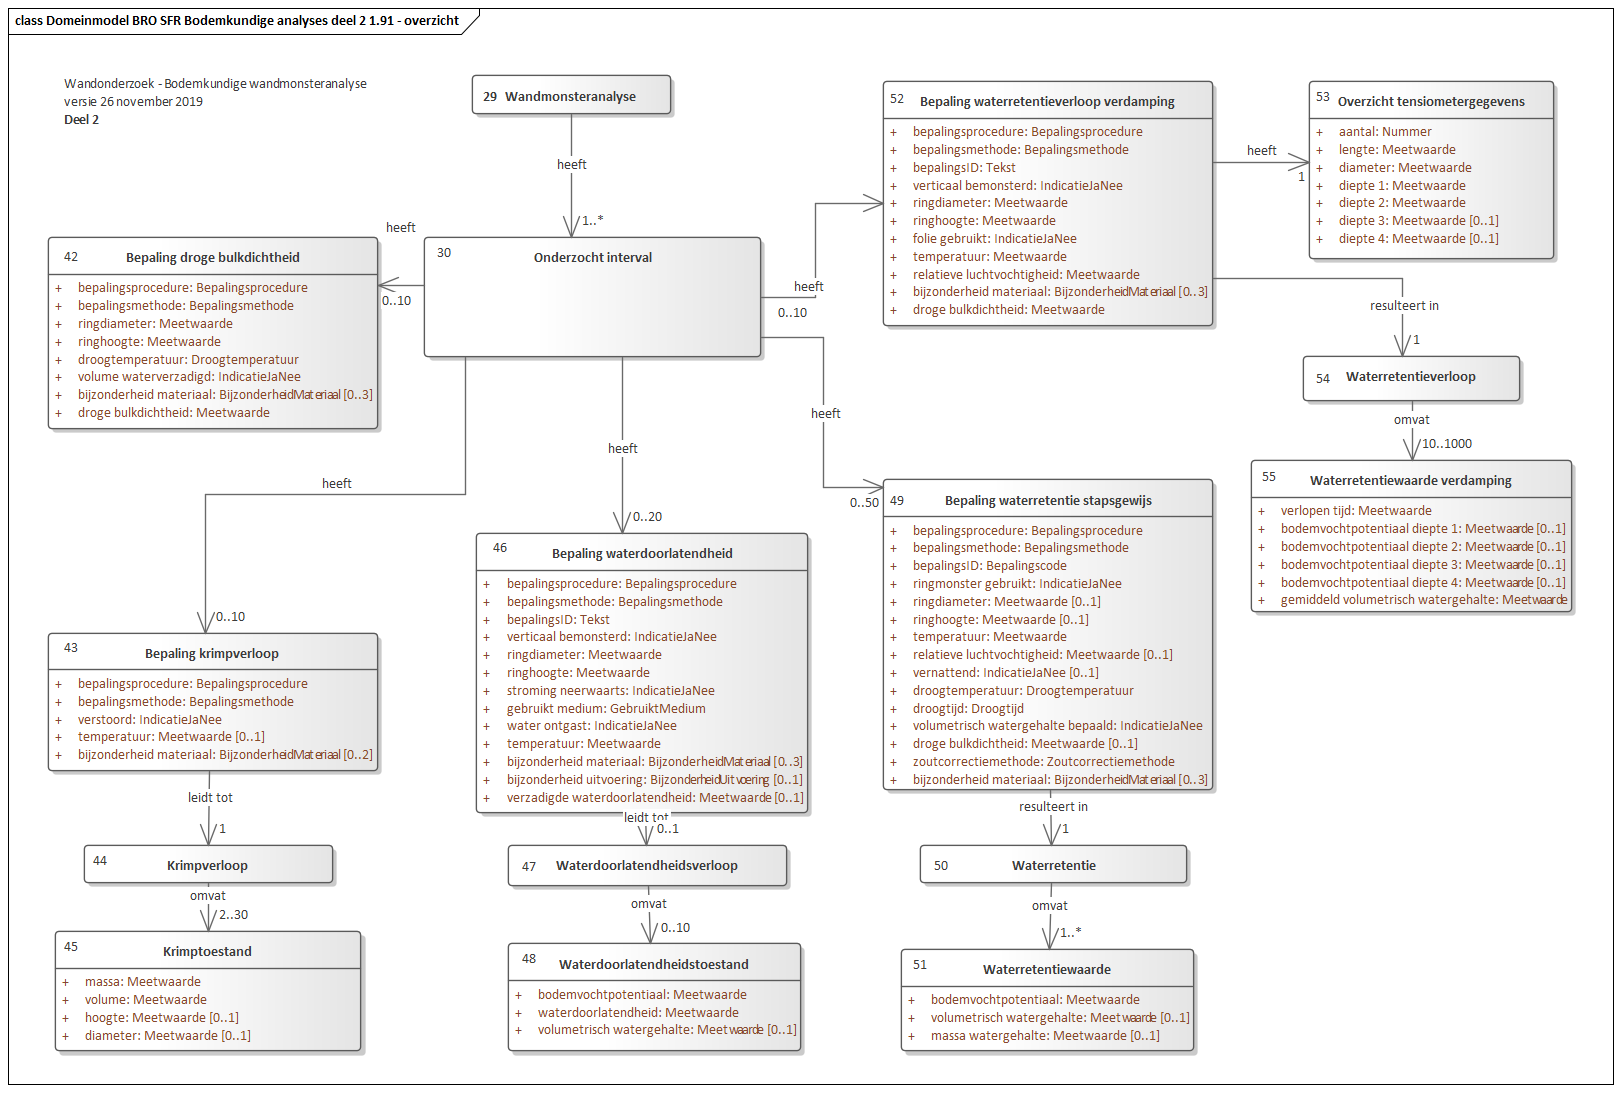 class Domeinmodel BRO SFR Bodemkundige analyses deel 2 1.91 - overzicht
Wandonderzoek - Bodemkundige wandmonsteranalyse
versie 26 november 2019
Deel 2
29 Wandmonsteranalyse
heeft
1..*
30 Onderzocht interval
heeft
0..10
42 Bepaling droge bulkdichtheid
+ bepalingsprocedure: Bepalingsprocedure
+ bepalingsmethode: Bepalingsmethode
+ ringdiameter: Meetwaarde
+ ringhoogte: Meetwaarde
+ droogtemperatuur: Droogtemperatuur
+ volume waterverzadigd: IndicatieJaNee
+ bijzonderheid materiaal: BijzonderheidMateriaal [0..3]
+ droge bulkdichtheid: Meetwaarde
heeft
0..10
52 Bepaling waterretentieverloop verdamping
+ bepalingsprocedure: Bepalingsprocedure
+ bepalingsmethode: Bepalingsmethode
+ bepalingsID: Tekst
+ verticaal bemonsterd: IndicatieJaNee
+ ringdiameter: Meetwaarde
+ ringhoogte: Meetwaarde
+ folie gebruikt: IndicatieJaNee
+ temperatuur: Meetwaarde
+ relatieve luchtvochtigheid: Meetwaarde
+ bijzonderheid materiaal: BijzonderheidMateriaal [0..3]
+ droge bulkdichtheid: Meetwaarde
heeft
1
53 Overzicht tensiometergegevens
+ aantal: Nummer
+ lengte: Meetwaarde
+ diameter: Meetwaarde
+ diepte 1: Meetwaarde
+ diepte 2: Meetwaarde
+ diepte 3: Meetwaarde [0..1]
+ diepte 4: Meetwaarde [0..1]
resulteert in
1
54 Waterretentieverloop
omvat
10..1000
55 Waterretentiewaarde verdamping
+ verlopen tijd: Meetwaarde
+ bodemvochtpotentiaal diepte 1: Meetwaarde [0..1]
+ bodemvochtpotentiaal diepte 2: Meetwaarde [0..1]
+ bodemvochtpotentiaal diepte 3: Meetwaarde [0..1]
+ bodemvochtpotentiaal diepte 4: Meetwaarde [0..1]
+ gemiddeld volumetrisch watergehalte: Meetwaarde
heeft
0..10
43 Bepaling krimpverloop
+ bepalingsprocedure: Bepalingsprocedure
+ bepalingsmethode: Bepalingsmethode
+ verstoord: IndicatieJaNee
+ temperatuur: Meetwaarde [0..1]
+ bijzonderheid materiaal: BijzonderheidMateriaal [0..2]
leidt tot
1
44 Krimpverloop
omvat
2..30
45 Krimptoestand
+ massa: Meetwaarde
+ volume: Meetwaarde
+ hoogte: Meetwaarde [0..1]
+ diameter: Meetwaarde [0..1]
heeft
0..20
46 Bepaling waterdoorlatendheid
+ bepalingsprocedure: Bepalingsprocedure
+ bepalingsmethode: Bepalingsmethode
+ bepalingsID: Tekst
+ verticaal bemonsterd: IndicatieJaNee
+ ringdiameter: Meetwaarde
+ ringhoogte: Meetwaarde
+ stroming neerwaarts: IndicatieJaNee
+ gebruikt medium: GebruiktMedium
+ water ontgast: IndicatieJaNee
+ temperatuur: Meetwaarde
+ bijzonderheid materiaal: BijzonderheidMateriaal [0..3]
+ bijzonderheid uitvoering: BijzonderheidUitvoering [0..1]
+ verzadigde waterdoorlatendheid: Meetwaarde [0..1]
leidt tot
0..1
47 Waterdoorlatendheidsverloop
omvat
0..10
48 Waterdoorlatendheidstoestand
+ bodemvochtpotentiaal: Meetwaarde
+ waterdoorlatendheid: Meetwaarde
+ volumetrisch watergehalte: Meetwaarde [0..1]
heeft
0..50
49 Bepaling waterretentie stapsgewijs
+ bepalingsprocedure: Bepalingsprocedure
+ bepalingsmethode: Bepalingsmethode
+ bepalingsID: Bepalingscode
+ ringmonster gebruikt: IndicatieJaNee
+ ringdiameter: Meetwaarde [0..1]
+ ringhoogte: Meetwaarde [0..1]
+ temperatuur: Meetwaarde
+ relatieve luchtvochtigheid: Meetwaarde [0..1]
+ vernattend: IndicatieJaNee [0..1]
+ droogtemperatuur: Droogtemperatuur
+ droogtijd: Droogtijd
+ volumetrisch watergehalte bepaald: IndicatieJaNee
+ droge bulkdichtheid: Meetwaarde [0..1]
+ zoutcorrectiemethode: Zoutcorrectiemethode
+ bijzonderheid materiaal: BijzonderheidMateriaal [0..3]
resulteert in
1
50 Waterretentie
omvat
1..*
51 Waterretentiewaarde
+ bodemvochtpotentiaal: Meetwaarde
+ volumetrisch watergehalte: Meetwaarde [0..1]
+ massa watergehalte: Meetwaarde [0..1]